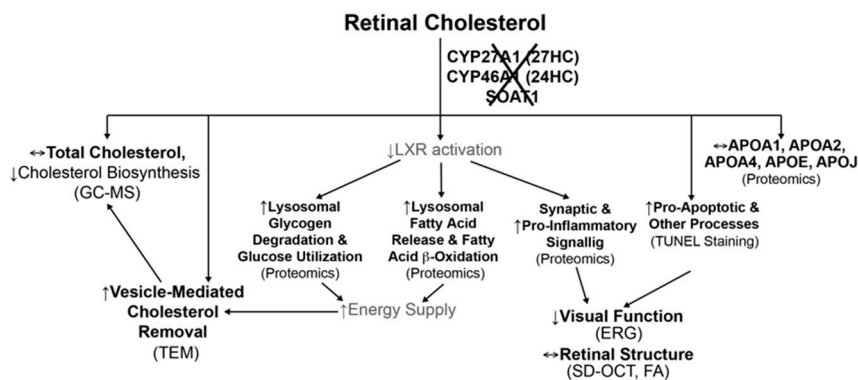 Retinal Cholesterol
CYP27A1 (27HC)
CYP46A1 (24HC)
SOAT1
↔Total Cholesterol,
↓Cholesterol Biosynthesis
(GC-MS)
↓LXR activation
↔APOA1, APOA2,
APOA4, APOE, APOJ
(Proteomics)
↑Lysosomal
Glycogen
Degradation &
Glucose Utilization
(Proteomics)
↑Lysosomal
Fatty Acid
Release & Fatty
Acid β-Oxidation
(Proteomics)
Synaptic &
↑Pro-Inflammatory
Signallig
(Proteomics)
↑Pro-Apoptotic &
Other Processes
(TUNEL Staining)
↑Vesicle-Mediated
Cholesterol
Removal
(TEM)
↑Energy Supply
↓Visual Function
(ERG)
↔Retinal Structure
(SD-OCT, FA)